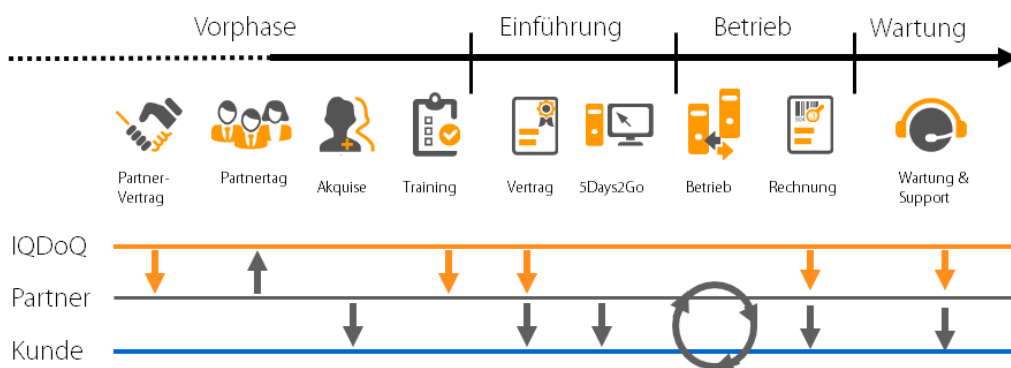 Vorphase
Einführung
Betrieb
Wartung
Partner-
Vertrag
Partnertag
Akquise
Training
Vertrag
5Days2Go
Betrieb
Rechnung
Wartung &
Support
IQDoQ
Partner
Kunde